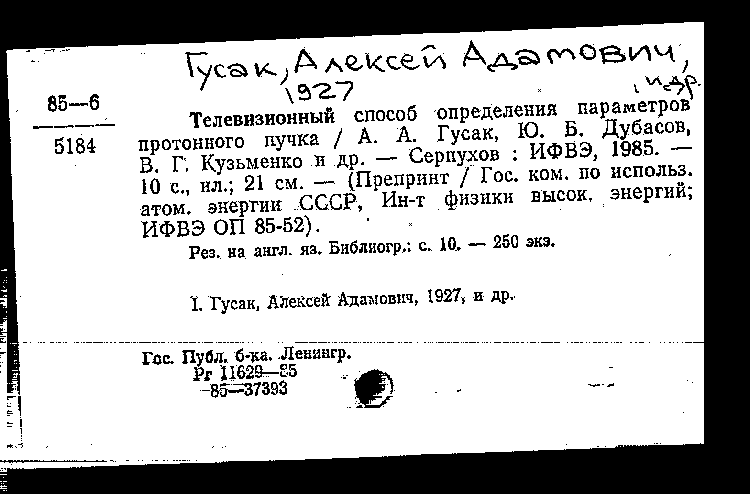 Гусак, Алексей Адамович,
1927, и др.
85—6
5184
Телевизионный способ определения параметров
протонного пучка / А. А. Гусак, Ю. Б. Дубасов,
В. Г. Кузьменко и др. — Серпухов : ИФВЭ, 1985. —
10 с., ил.; 21 см. — (Препринт / Гос. ком. по использ.
атом. энергии СССР, Ин-т физики высок. энергий;
ИФВЭ ОП 85-52).
Рез. на англ. яз. Библиогр.: с. 10. — 250 экз.
I. Гусак, Алексей Адамович, 1927, и др.
Гос. Публ. б-ка. Ленингр.
Рг 11629—85
85—37393